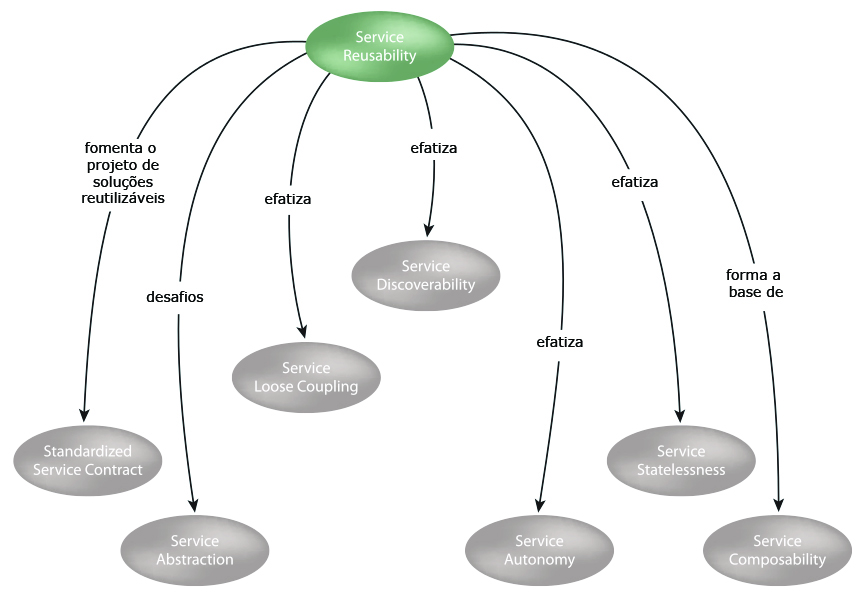 Service
Reusability
fomenta o
projeto de
soluções
reutilizáveis
desafios
efatiza
efatiza
efatiza
efatiza
forma a
base de
Service
Discoverability
Service
Loose Coupling
Standardized
Service Contract
Service
Statelessness
Service
Abstraction
Service
Autonomy
Service
Composability